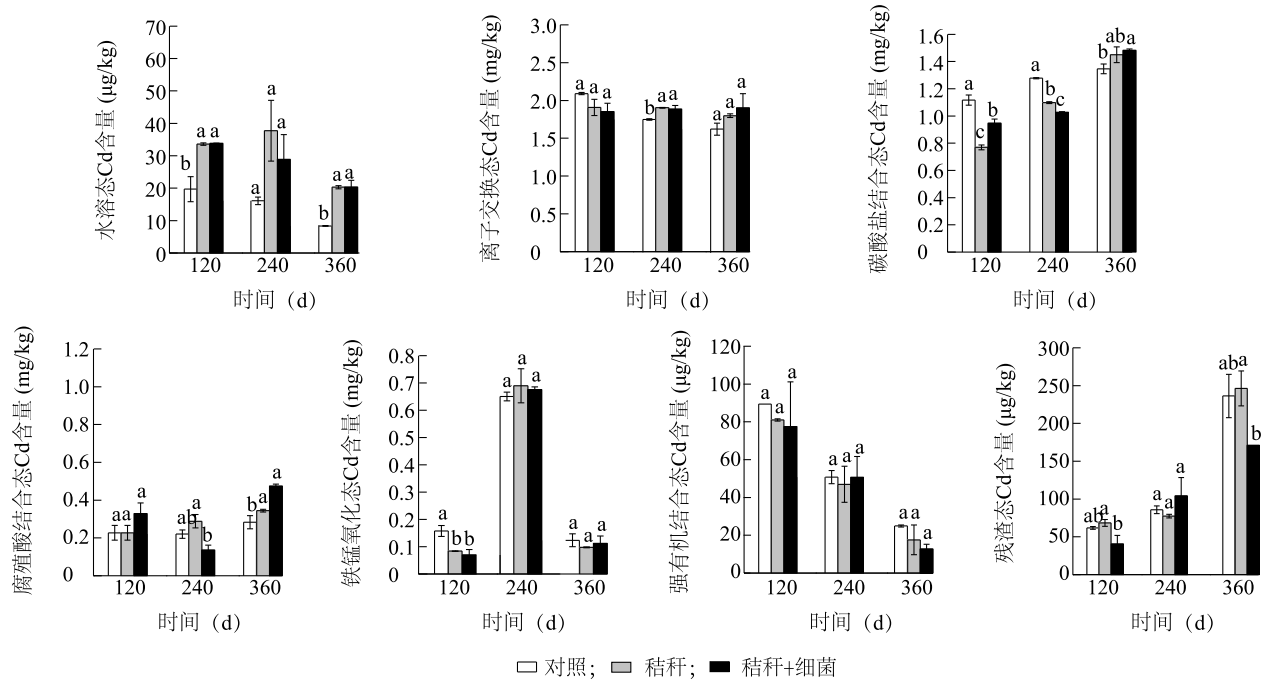 水溶态Cd含量 (μg/kg)
70
60
50
40
30
20
10
0
b
a
a
a
a
a
b
a
a
120
240
360
时间（d）
离子交换态Cd含量 (mg/kg)
3.0
2.5
2.0
1.5
1.0
0.5
0
a
a
a
b
a
a
a
a
a
120
240
360
时间（d）
碳酸盐结合态Cd含量 (mg/kg)
1.6
1.4
1.2
1.0
0.8
0.6
0.4
0.2
0
a
c
b
a
b
c
b
ab
a
120
240
360
时间（d）
腐殖酸结合态Cd含量 (mg/kg)
1.2
1.0
0.8
0.6
0.4
0.2
0
a
a
a
ab
a
b
b
a
a
120
240
360
时间（d）
铁锰氧化态Cd含量 (mg/kg)
0.8
0.7
0.6
0.5
0.4
0.3
0.2
0.1
0
a
b
b
a
a
a
a
a
a
120
240
360
时间（d）
强有机结合态Cd含量 (μg/kg)
120
100
80
60
40
20
0
a
a
a
a
a
a
a
a
a
120
240
360
时间（d）
残渣态Cd含量 (μg/kg)
300
250
200
150
100
50
0
ab
a
b
a
a
a
ab
a
b
120
240
360
时间（d）
对照; 秸秆; 秸秆+细菌